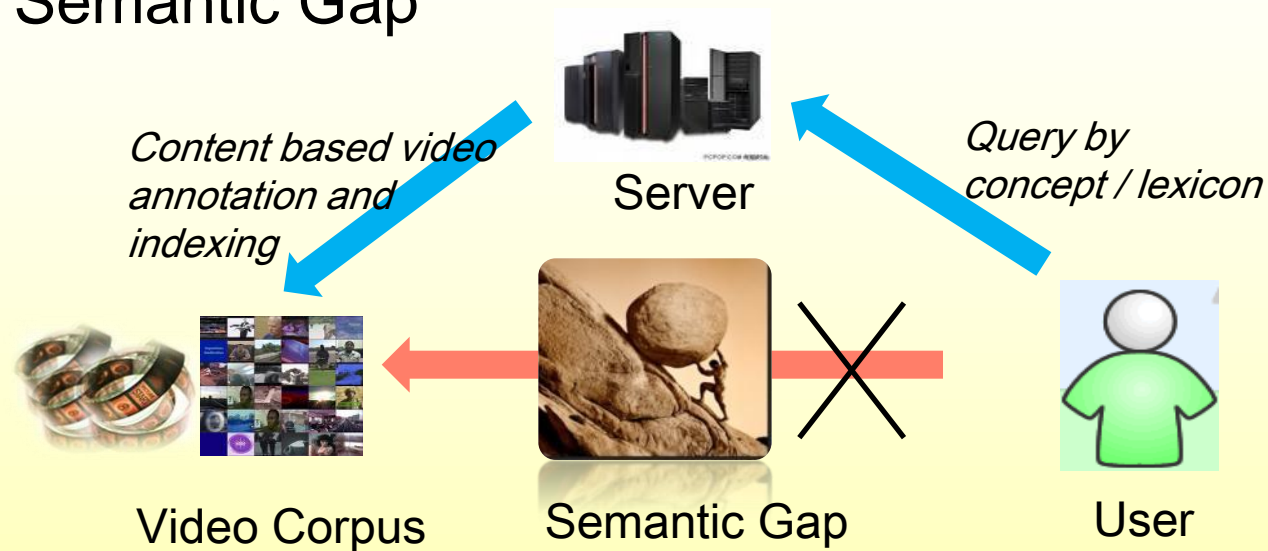 Semantic Gap
Content based video
annotation and
indexing
Query by
concept / lexicon
Server
Video Corpus
Semantic Gap
User